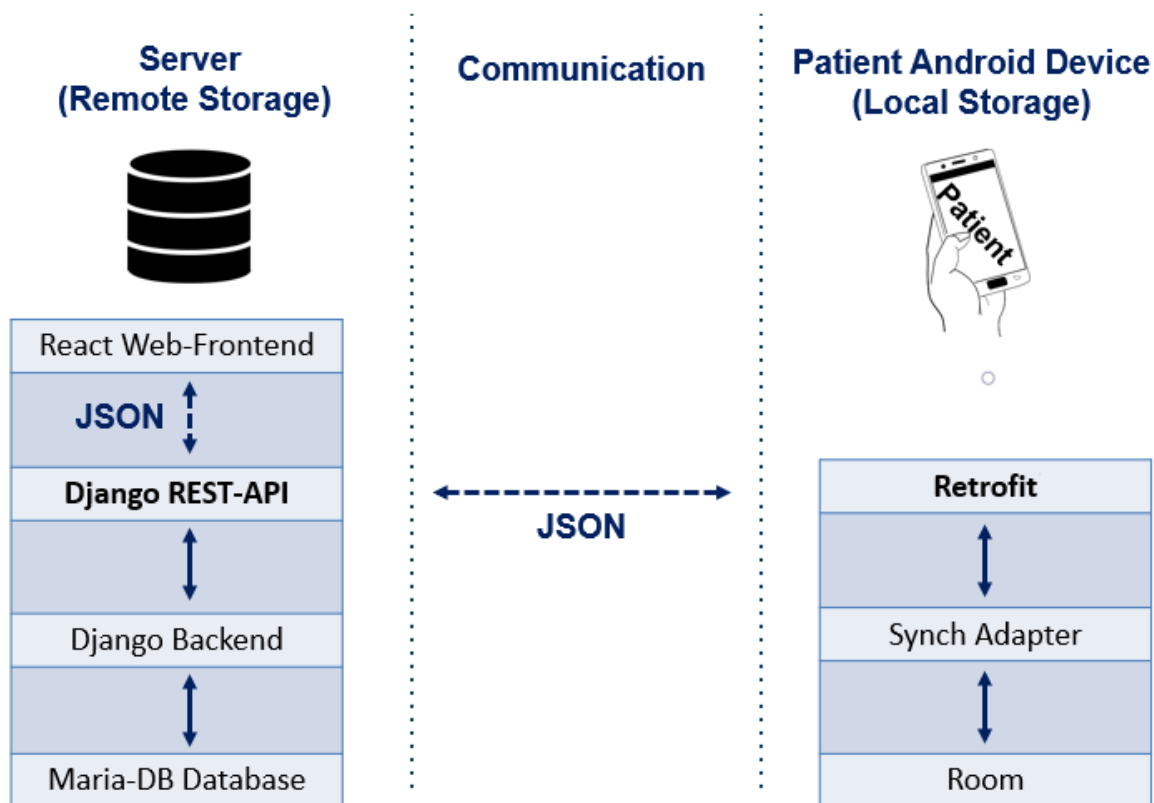 Server
(Remote Storage)
Communication
Patient Android Device
(Local Storage)
Patient
React Web-Frontend
JSON
Django REST-API
Django Backend
Maria-DB Database
JSON
Retrofit
Synch Adapter
Room